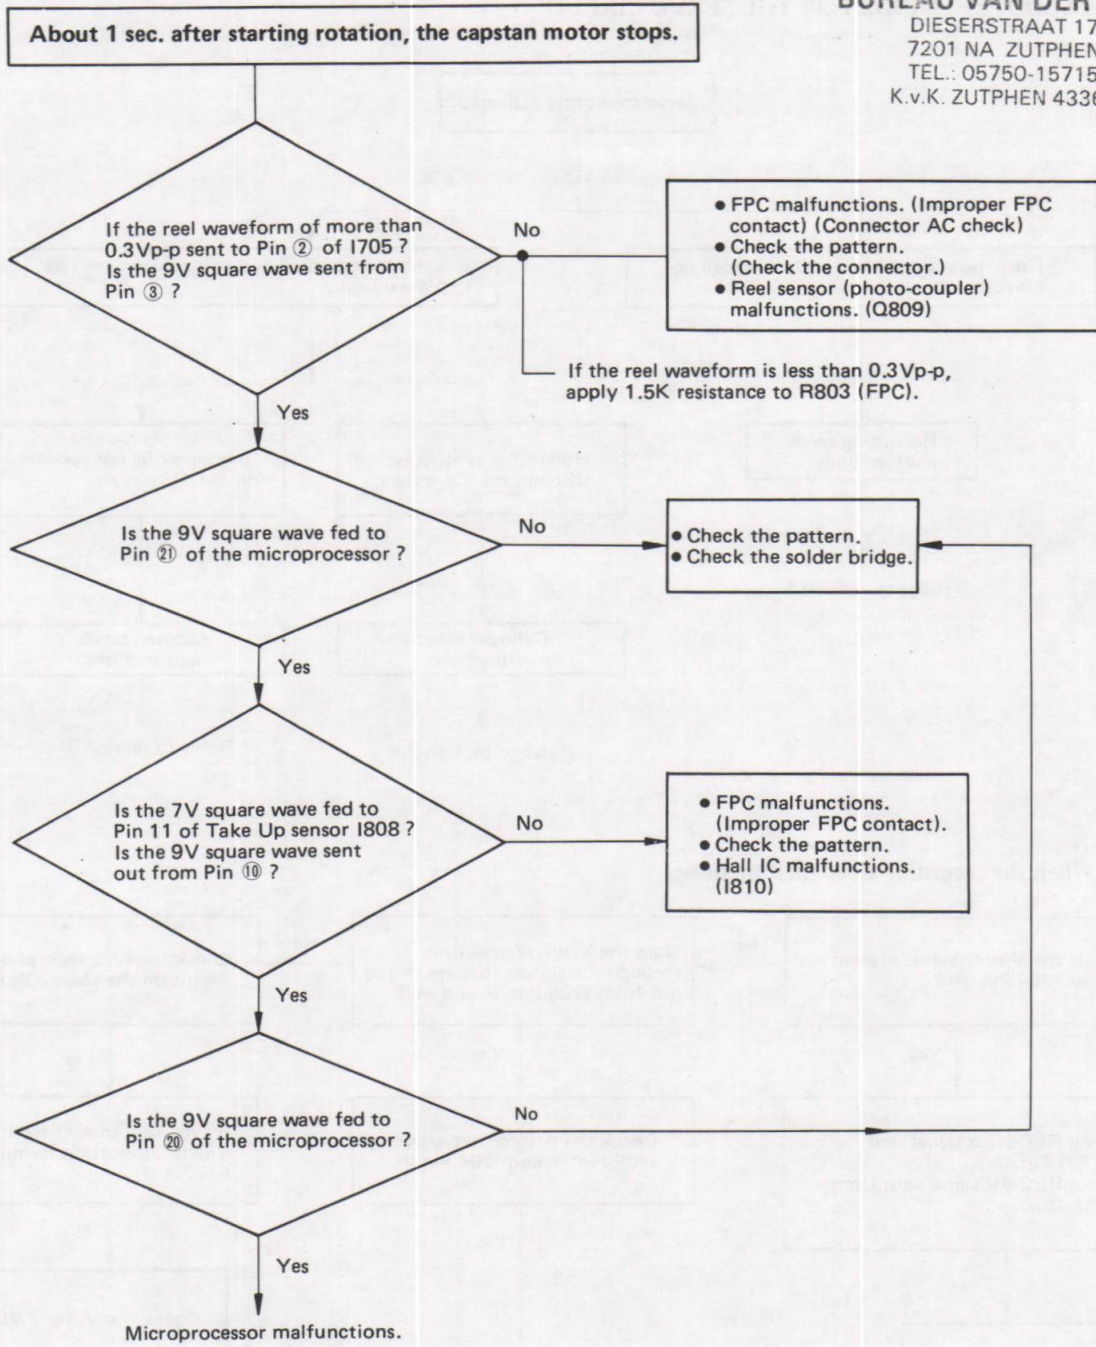 BUREAU VAN DER
DIESERSTRAAT 17
7201 NA ZUTPHEN
TEL.: 05750-15715
K.v.K. ZUTPHEN 4336
About 1 sec. after starting rotation, the capstan motor stops.
If the reel waveform of more than
0.3Vp-p sent to Pin ② of I705 ?
Is the 9V square wave sent from
Pin ③ ?
No
● FPC malfunctions. (Improper FPC
contact) (Connector AC check)
● Check the pattern.
(Check the connector.)
● Reel sensor (photo-coupler)
malfunctions. (Q809)
If the reel waveform is less than 0.3Vp-p,
apply 1.5K resistance to R803 (FPC).
Yes
Is the 9V square wave fed to
Pin ㉑ of the microprocessor ?
No
● Check the pattern.
● Check the solder bridge.
Yes
Is the 7V square wave fed to
Pin 11 of Take Up sensor I808 ?
Is the 9V square wave sent
out from Pin ⑩ ?
No
● FPC malfunctions.
(Improper FPC contact).
● Check the pattern.
● Hall IC malfunctions.
(I810)
Yes
Is the 9V square wave fed to
Pin ⑳ of the microprocessor ?
No
Yes
Microprocessor malfunctions.